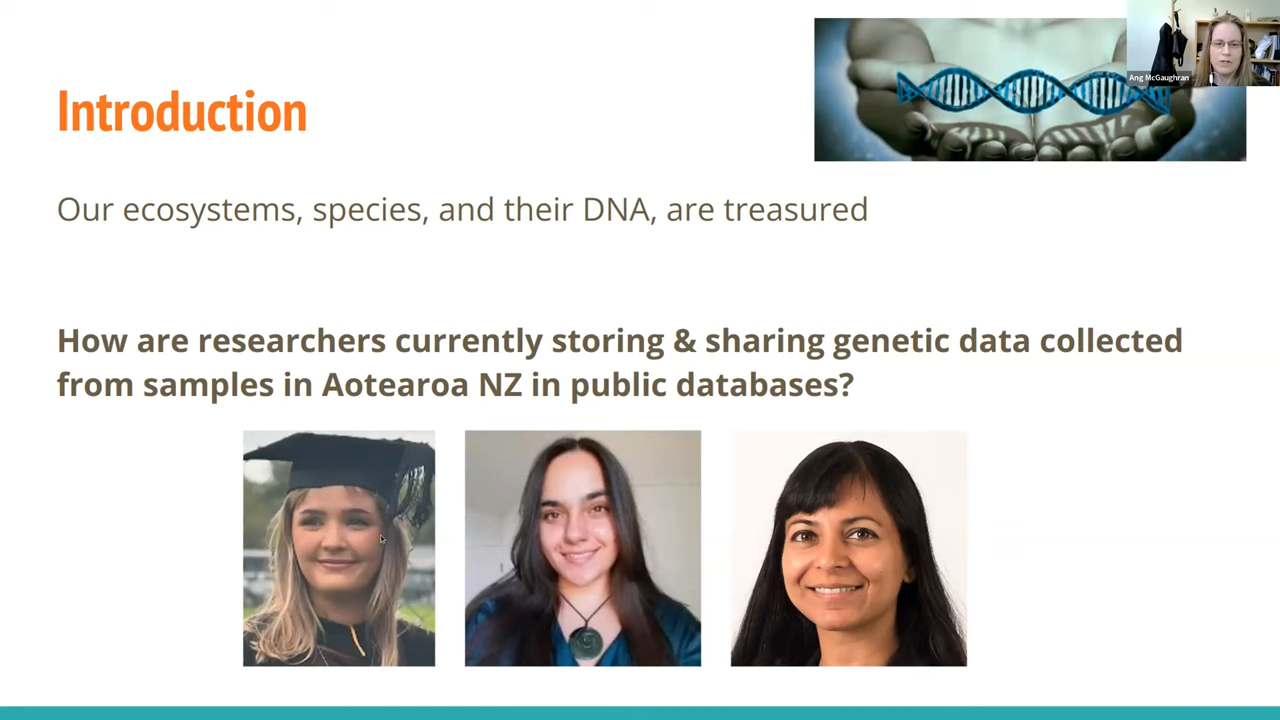 Ang McGaughran
Introduction
Our ecosystems, species, and their DNA, are treasured
How are researchers currently storing & sharing genetic data collected
from samples in Aotearoa NZ in public databases?